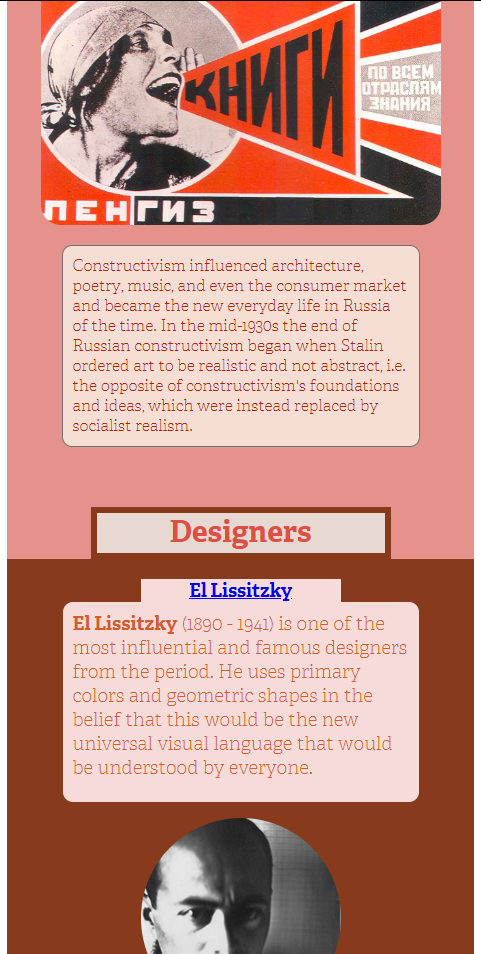 КНИГИ
ПО ВСЕМ
ОТРАСЛЯМ
ЗНАНИЯ
ЛЕНГИЗ
Constructivism influenced architecture,
poetry, music, and even the consumer market
and became the new everyday life in Russia
of the time. In the mid-1930s the end of
Russian constructivism began when Stalin
ordered art to be realistic and not abstract, i.e.
the opposite of constructivism's foundations
and ideas, which were instead replaced by
socialist realism.
Designers
El Lissitzky
El Lissitzky (1890 - 1941) is one of the
most influential and famous designers
from the period. He uses primary
colors and geometric shapes in the
belief that this would be the new
universal visual language that would
be understood by everyone.